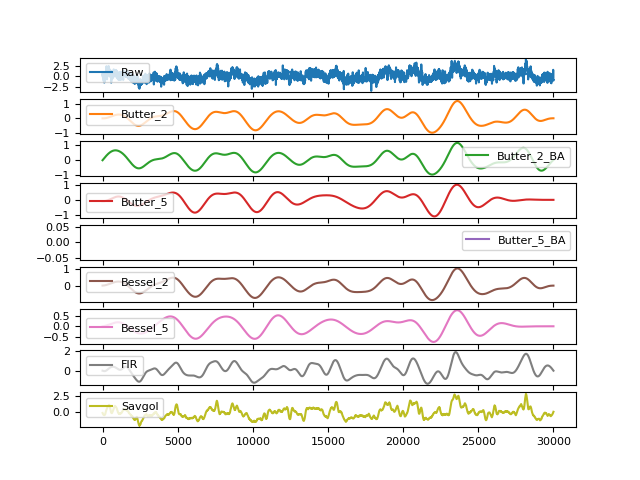 2.5
0.0
−2.5
Raw
1
0
−1
Butter_2
1
0
−1
Butter_2_BA
1
0
−1
Butter_5
0.05
0.00
−0.05
Butter_5_BA
1
0
Bessel_2
0.5
0.0
−0.5
Bessel_5
2
0
FIR
2.5
0.0
Savgol
0 5000 10000 15000 20000 25000 30000